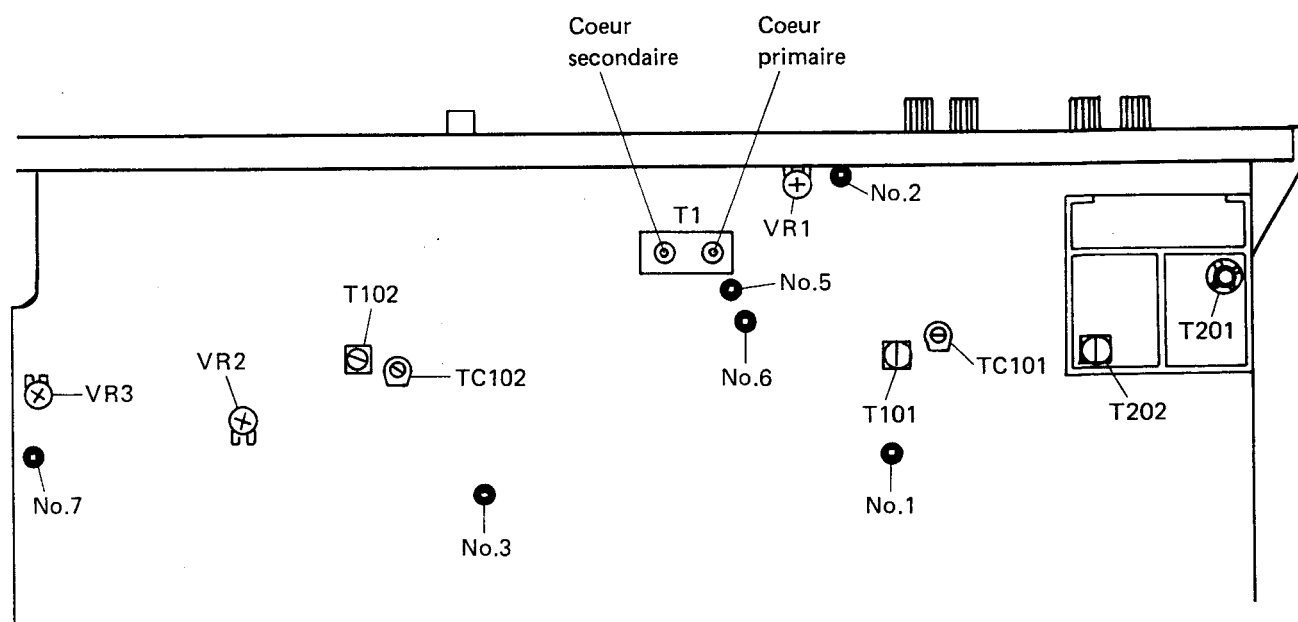 Coeur
secondaire
Coeur
primaire
No.2
VR1
T1
No.5
T201
T102
No.6
TC101
VR2
TC102
VR3
T101
T202
No.7
No.1
No.3